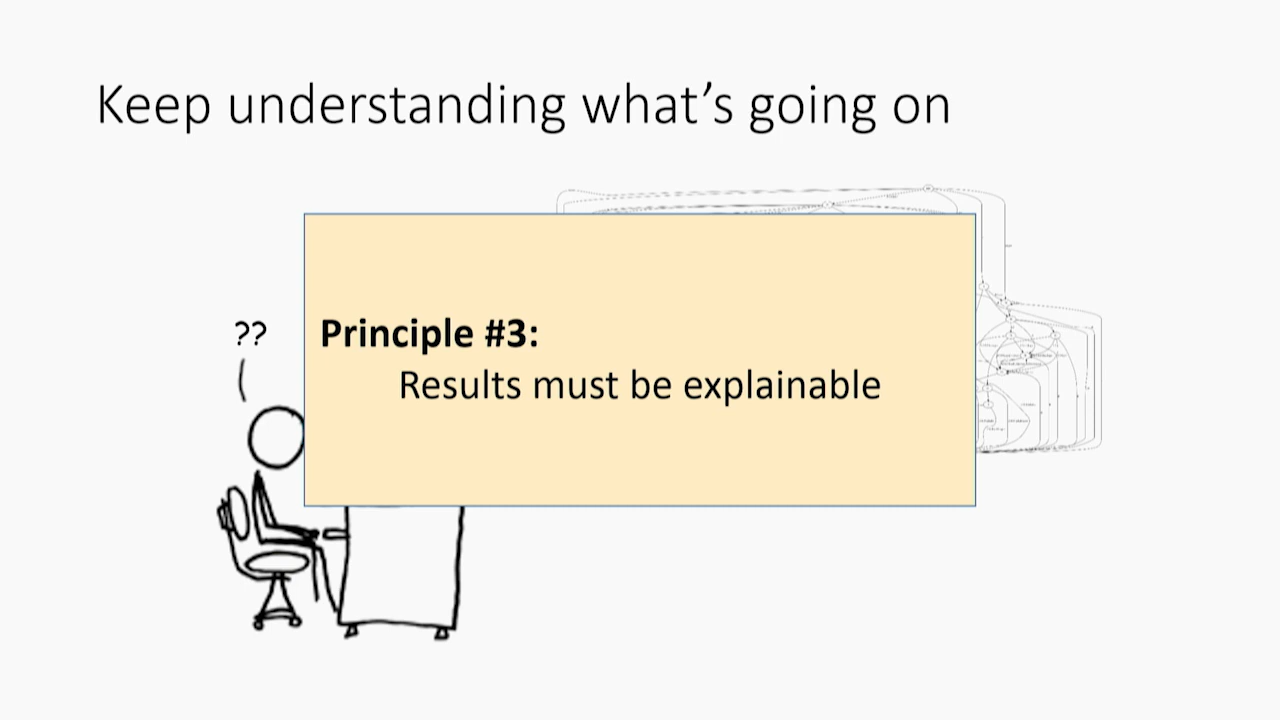 Keep understanding what's going on
??
Principle #3:
Results must be explainable